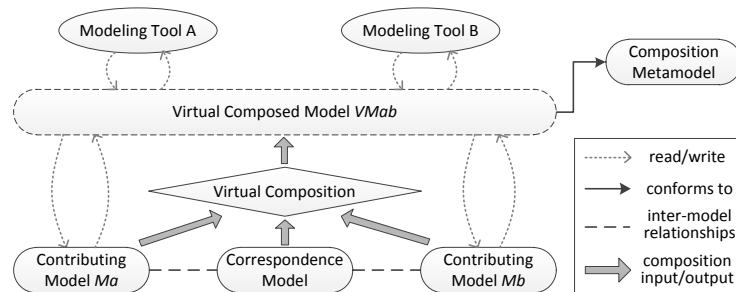 Modeling Tool A
Modeling Tool B
Composition
Metamodel
Virtual Composed Model VMab
read/write
Virtual Composition
conforms to
inter-model
relationships
Contributing
Model Ma
Correspondence
Model
Contributing
Model Mb
composition
input/output